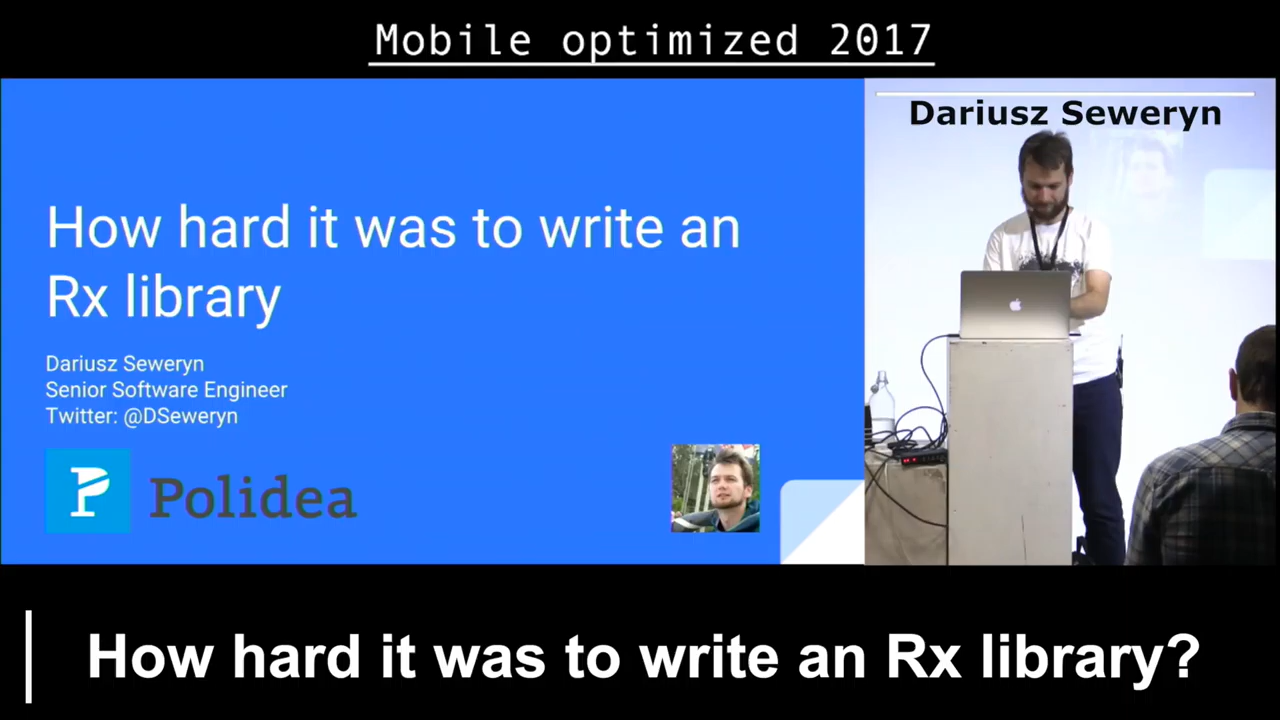 Mobile optimized 2017
How hard it was to write an
Rx library
Dariusz Seweryn
Senior Software Engineer
Twitter: @DSeweryn
Polidea
Dariusz Seweryn
How hard it was to write an Rx library?